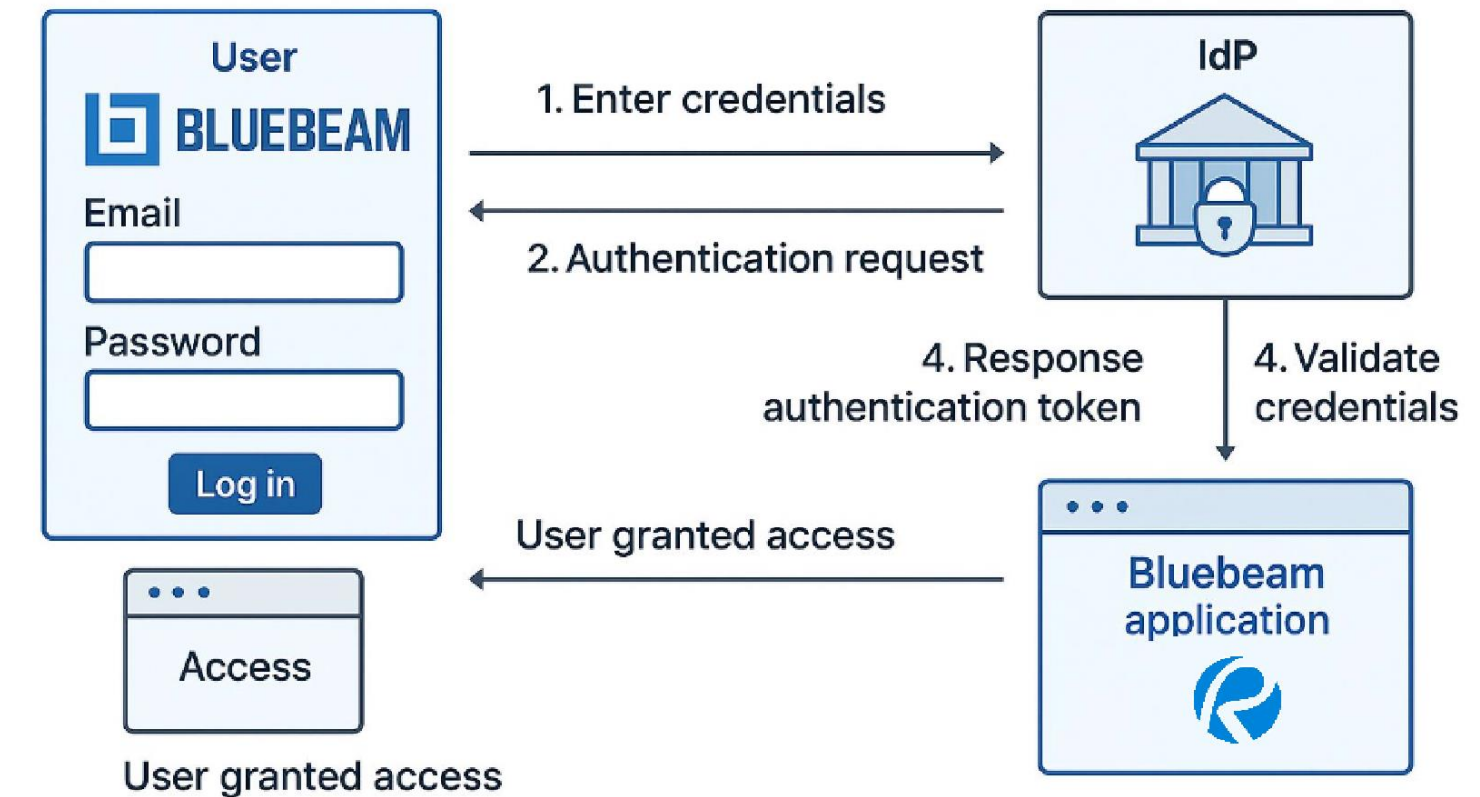 User
BLUEBEAM
Email
Password
Log in
1. Enter credentials
2. Authentication request
IdP
4. Response
authentication token
4. Validate
credentials
User granted access
Bluebeam
application
Access
User granted access